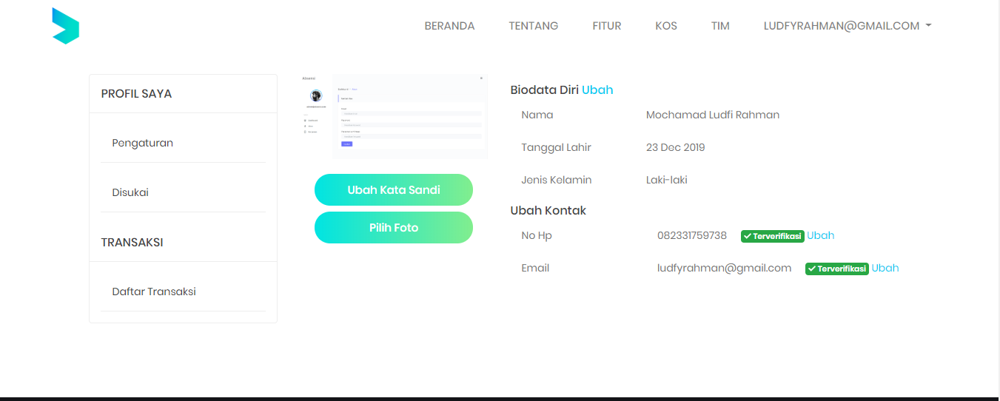 BERANDA TENTANG FITUR KOS TIM LUDFYRAHMAN@GMAIL.COM
PROFIL SAYA
Pengaturan
Disukai
TRANSAKSI
Daftar Transaksi
Ubah Kata Sandi
Pilih Foto
Biodata Diri Ubah
Nama Mochamad Ludfi Rahman
Tanggal Lahir 23 Dec 2019
Jenis Kelamin Laki-laki
Ubah Kontak
No Hp 082331759738 Terverifikasi Ubah
Email ludfyrahman@gmail.com Terverifikasi Ubah